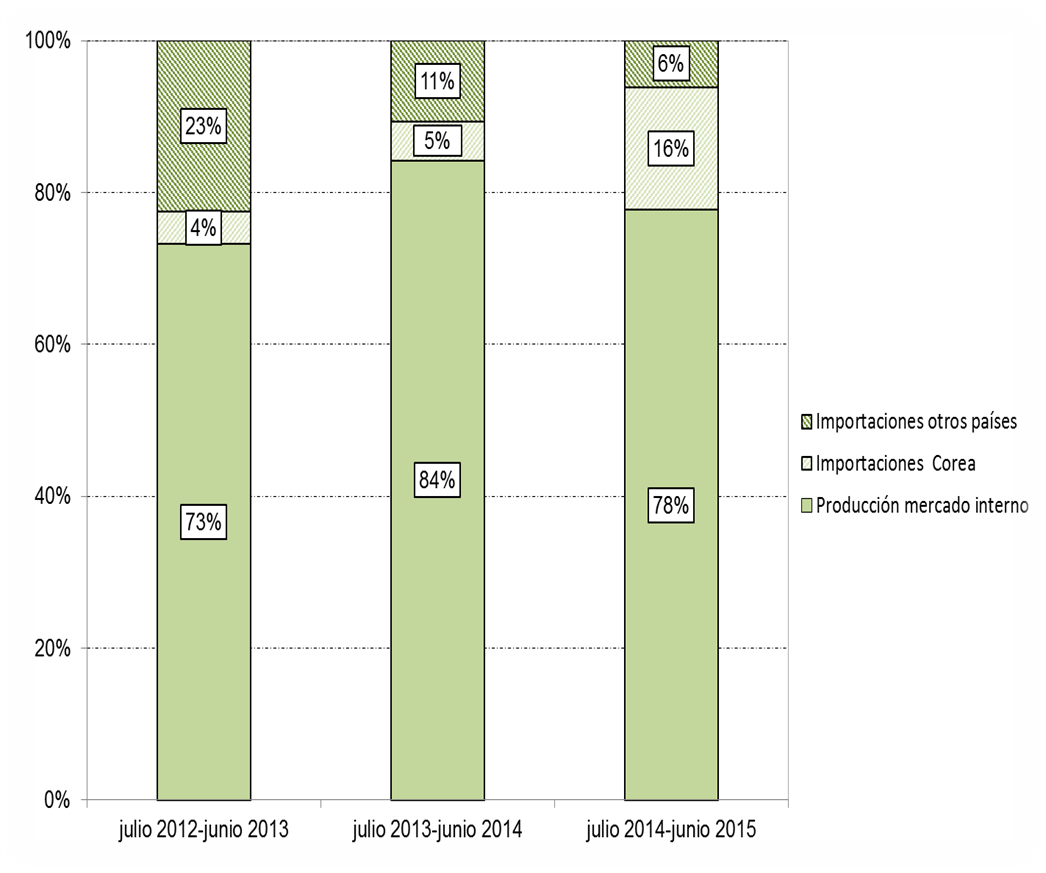 100%
80%
60%
40%
20%
0%
23%
4%
73%
11%
5%
84%
6%
16%
78%
julio 2012-junio 2013
julio 2013-junio 2014
julio 2014-junio 2015
Importaciones otros países
Importaciones Corea
Producción mercado interno